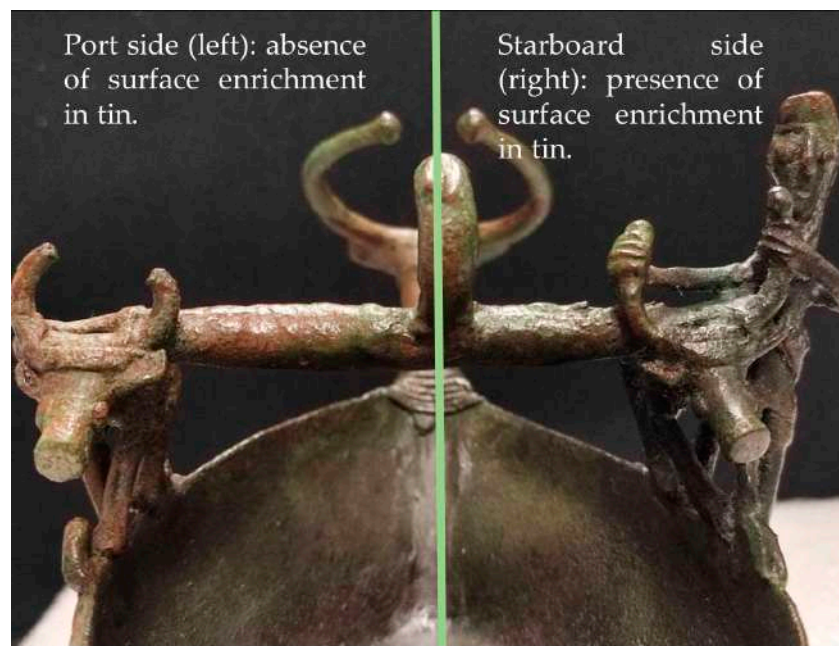 Port side (left): absence
of surface enrichment
in tin.
Starboard side
(right): presence of
surface enrichment
in tin.